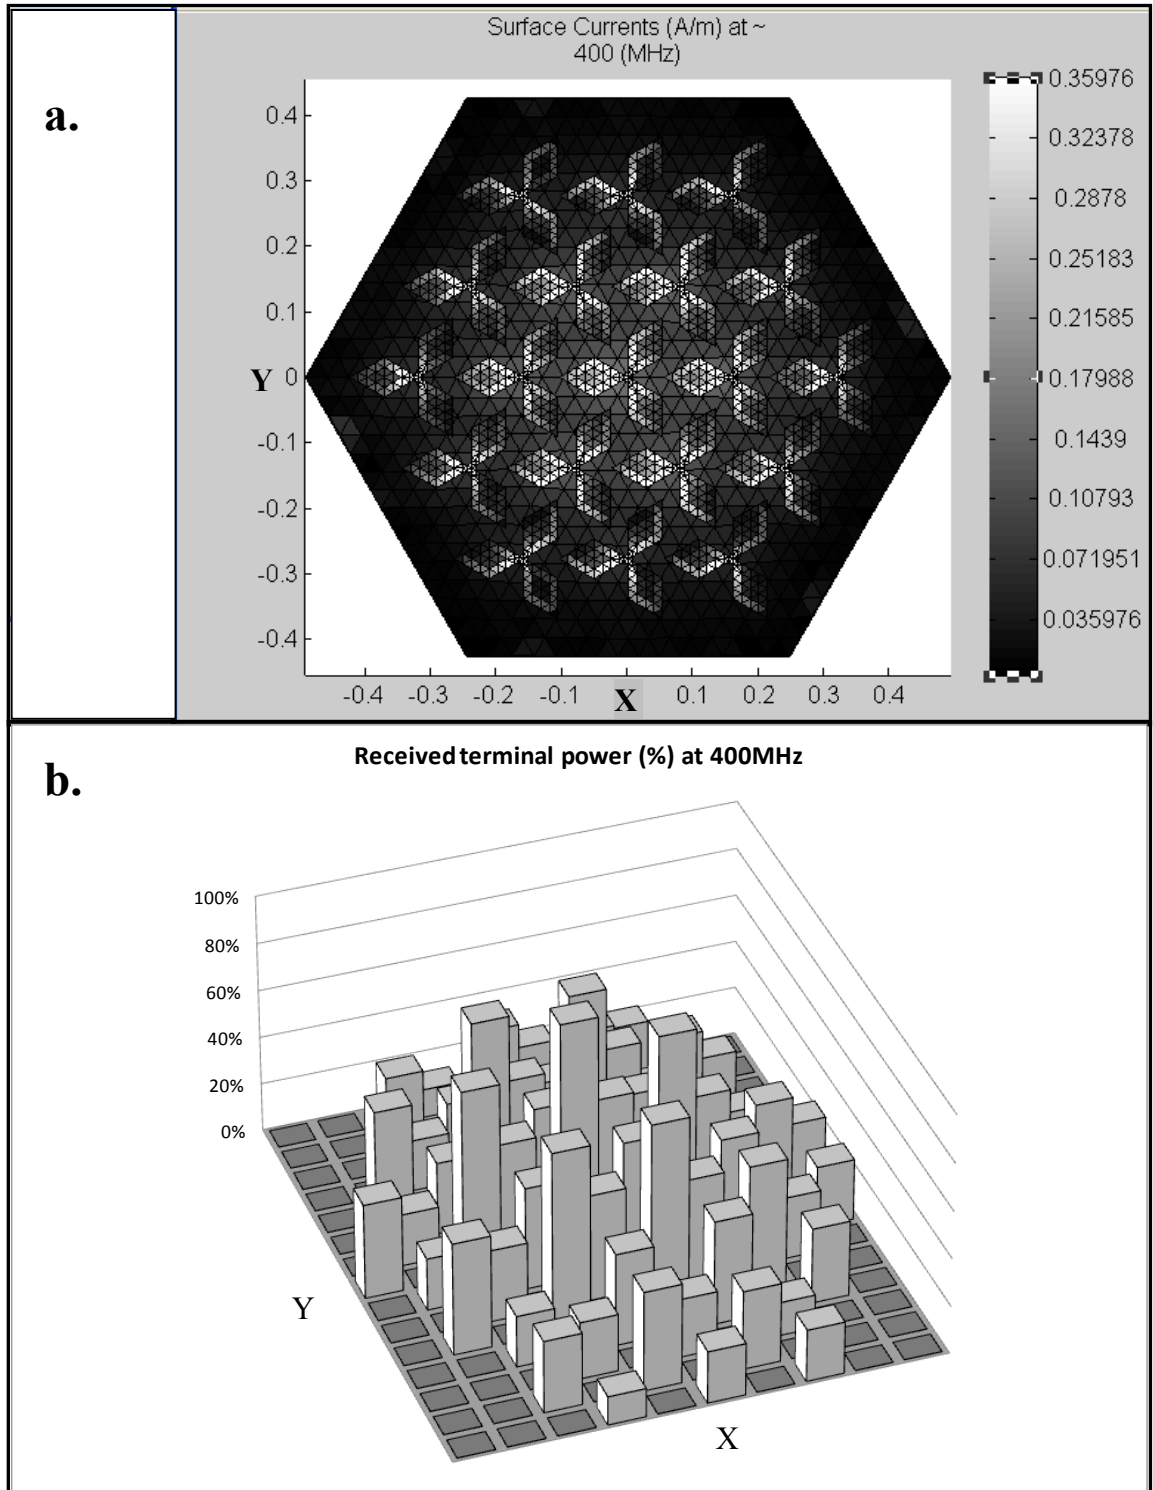 a.
Surface Currents (A/m) at ~
400 (MHz)
0.4
0.3
0.2
0.1
Y 0
-0.1
-0.2
-0.3
-0.4
-0.4 -0.3 -0.2 -0.1 X 0.1 0.2 0.3 0.4
0.35976
0.32378
0.2878
0.25183
0.21585
0.17988
0.1439
0.10793
0.071951
0.035976
b.
Received terminal power (%) at 400MHz
100%
80%
60%
40%
20%
0%
Y
X